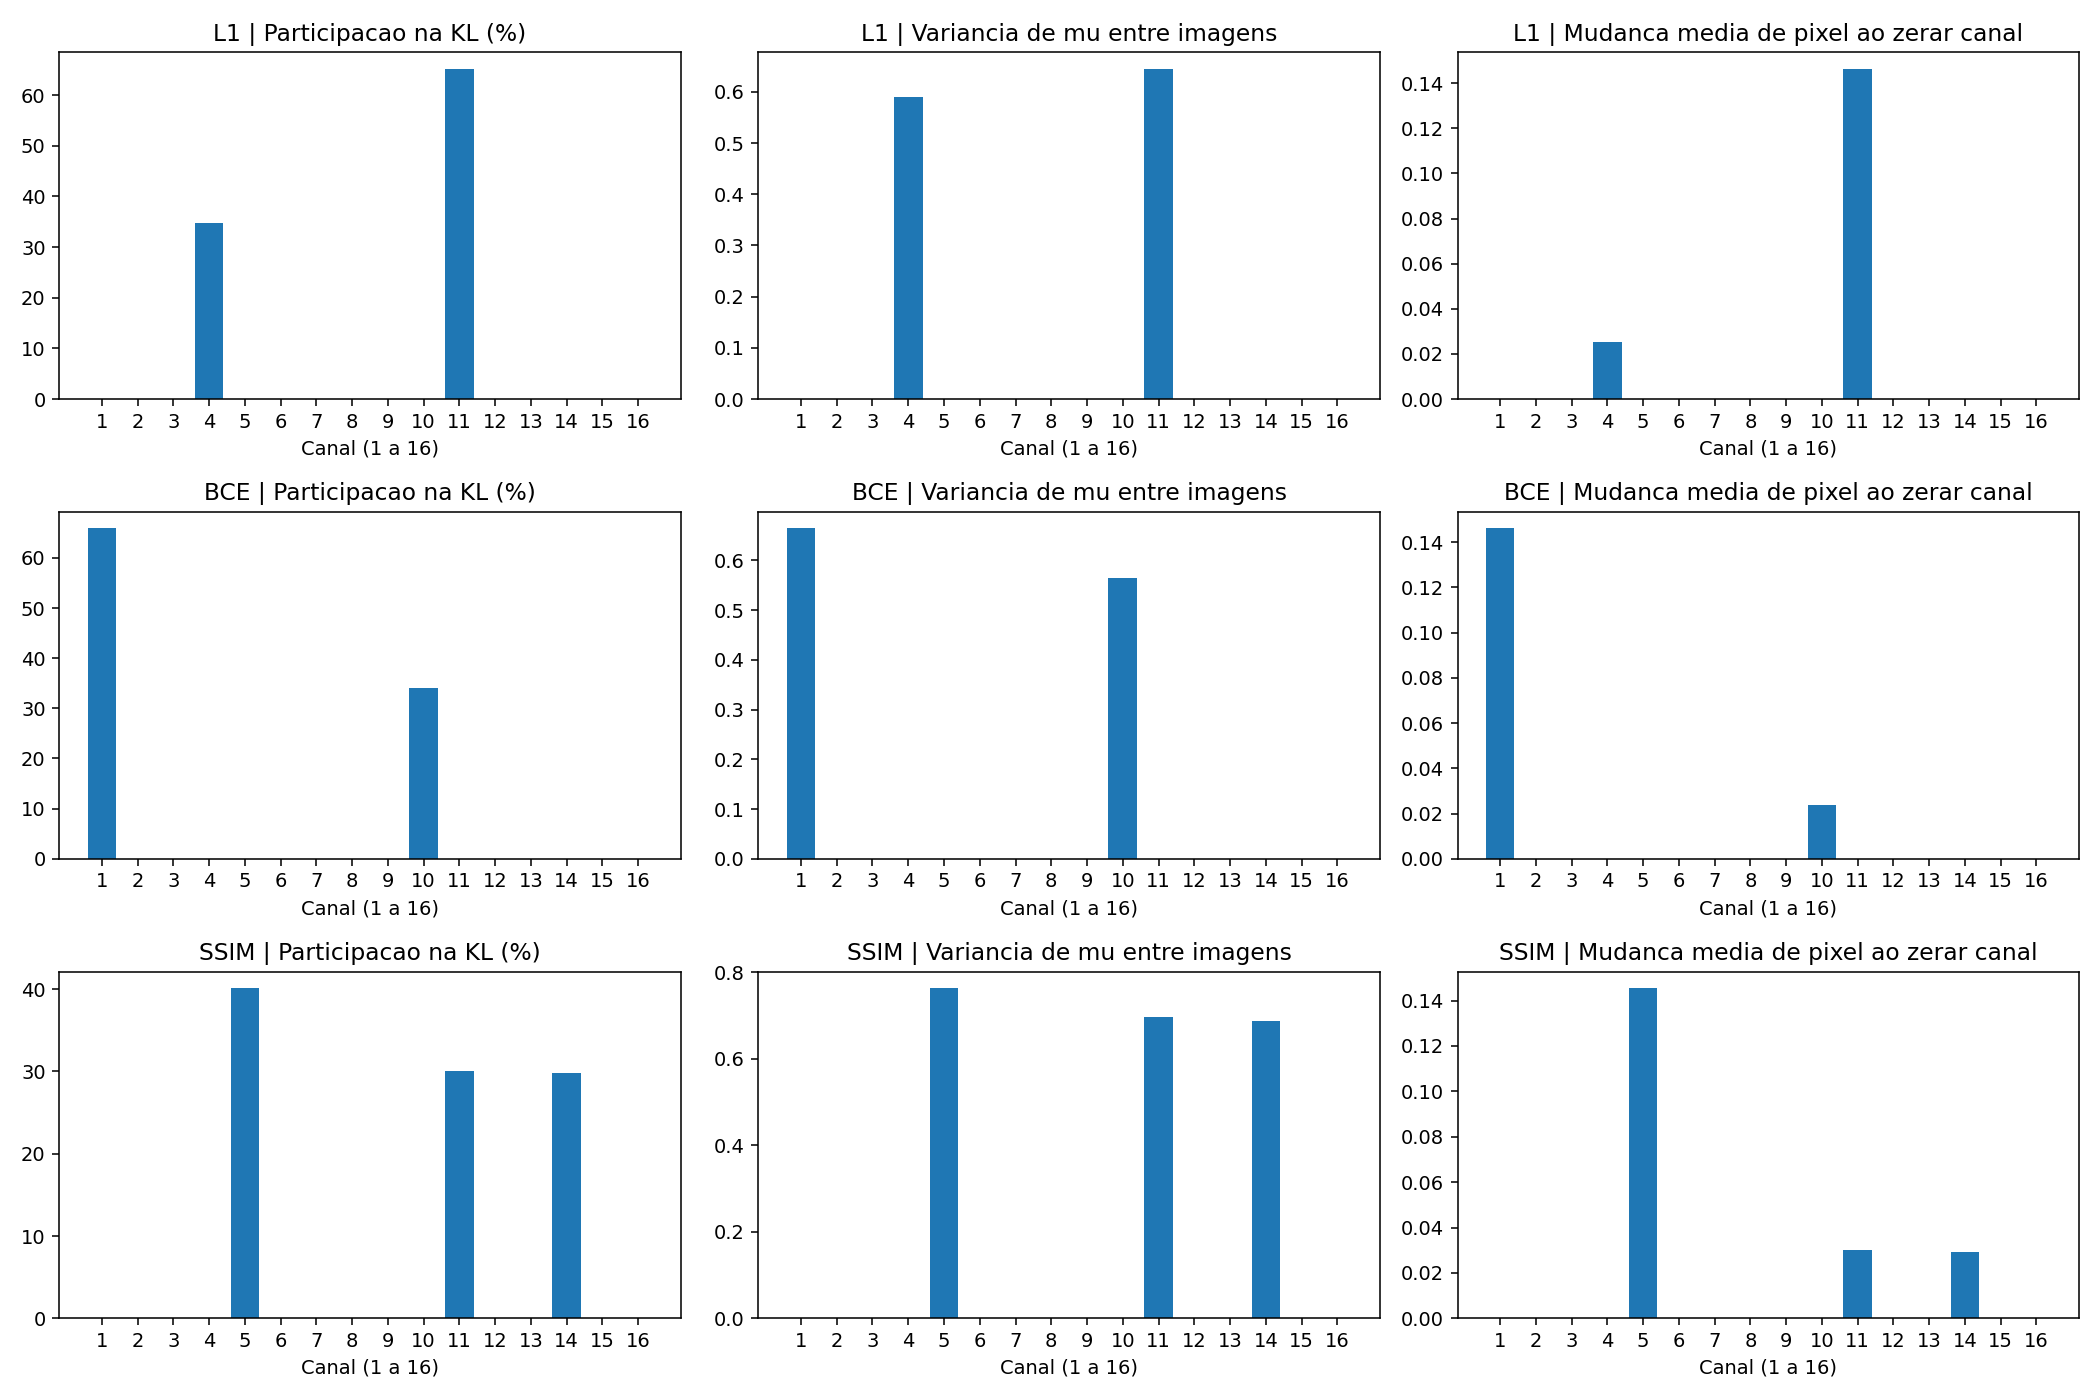 L1 | Participacao na KL (%)
60
50
40
30
20
10
0
1 2 3 4 5 6 7 8 9 10 11 12 13 14 15 16
Canal (1 a 16)
L1 | Variancia de mu entre imagens
0.6
0.5
0.4
0.3
0.2
0.1
0.0
1 2 3 4 5 6 7 8 9 10 11 12 13 14 15 16
Canal (1 a 16)
L1 | Mudanca media de pixel ao zerar canal
0.14
0.12
0.10
0.08
0.06
0.04
0.02
0.00
1 2 3 4 5 6 7 8 9 10 11 12 13 14 15 16
Canal (1 a 16)
BCE | Participacao na KL (%)
60
50
40
30
20
10
0
1 2 3 4 5 6 7 8 9 10 11 12 13 14 15 16
Canal (1 a 16)
BCE | Variancia de mu entre imagens
0.6
0.5
0.4
0.3
0.2
0.1
0.0
1 2 3 4 5 6 7 8 9 10 11 12 13 14 15 16
Canal (1 a 16)
BCE | Mudanca media de pixel ao zerar canal
0.14
0.12
0.10
0.08
0.06
0.04
0.02
0.00
1 2 3 4 5 6 7 8 9 10 11 12 13 14 15 16
Canal (1 a 16)
SSIM | Participacao na KL (%)
40
30
20
10
0
1 2 3 4 5 6 7 8 9 10 11 12 13 14 15 16
Canal (1 a 16)
SSIM | Variancia de mu entre imagens
0.8
0.6
0.4
0.2
0.0
1 2 3 4 5 6 7 8 9 10 11 12 13 14 15 16
Canal (1 a 16)
SSIM | Mudanca media de pixel ao zerar canal
0.14
0.12
0.10
0.08
0.06
0.04
0.02
0.00
1 2 3 4 5 6 7 8 9 10 11 12 13 14 15 16
Canal (1 a 16)